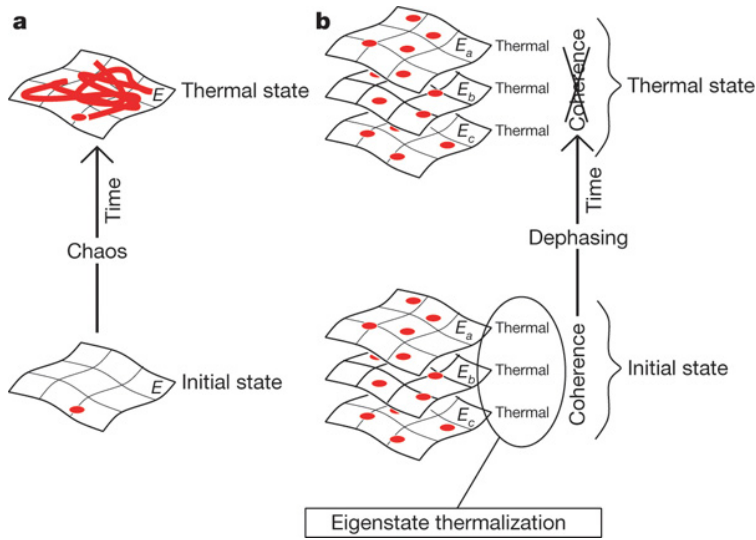 a
E
Thermal state
Time
Chaos
E
Initial state
b
E_a
Thermal
E_b
Thermal
E_c
Thermal
Coherence
Thermal state
Time
Dephasing
E_a
Thermal
E_b
Thermal
E_c
Thermal
Coherence
Initial state
Eigenstate thermalization